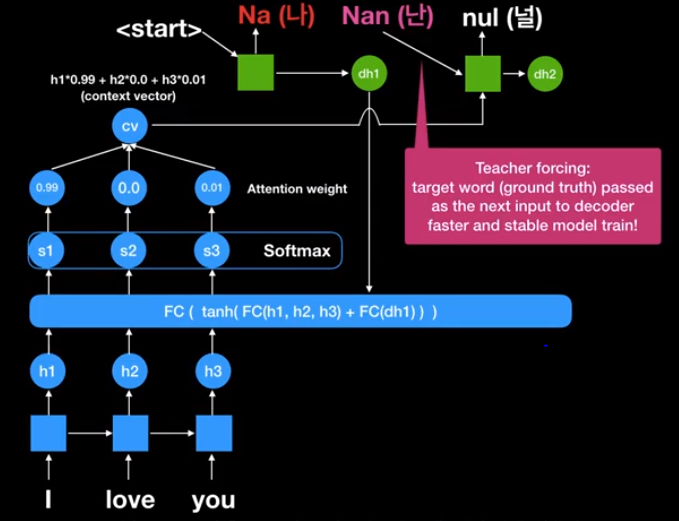 <start>
Na (나)
Nan (난)
nul (널)
h1*0.99 + h2*0.0 + h3*0.01
(context vector)
dh1
dh2
cv
Teacher forcing:
target word (ground truth) passed
as the next input to decoder
faster and stable model train!
0.99
0.0
0.01
Attention weight
s1
s2
s3
Softmax
FC ( tanh( FC(h1, h2, h3) + FC(dh1) ) )
h1
h2
h3
I
love
you